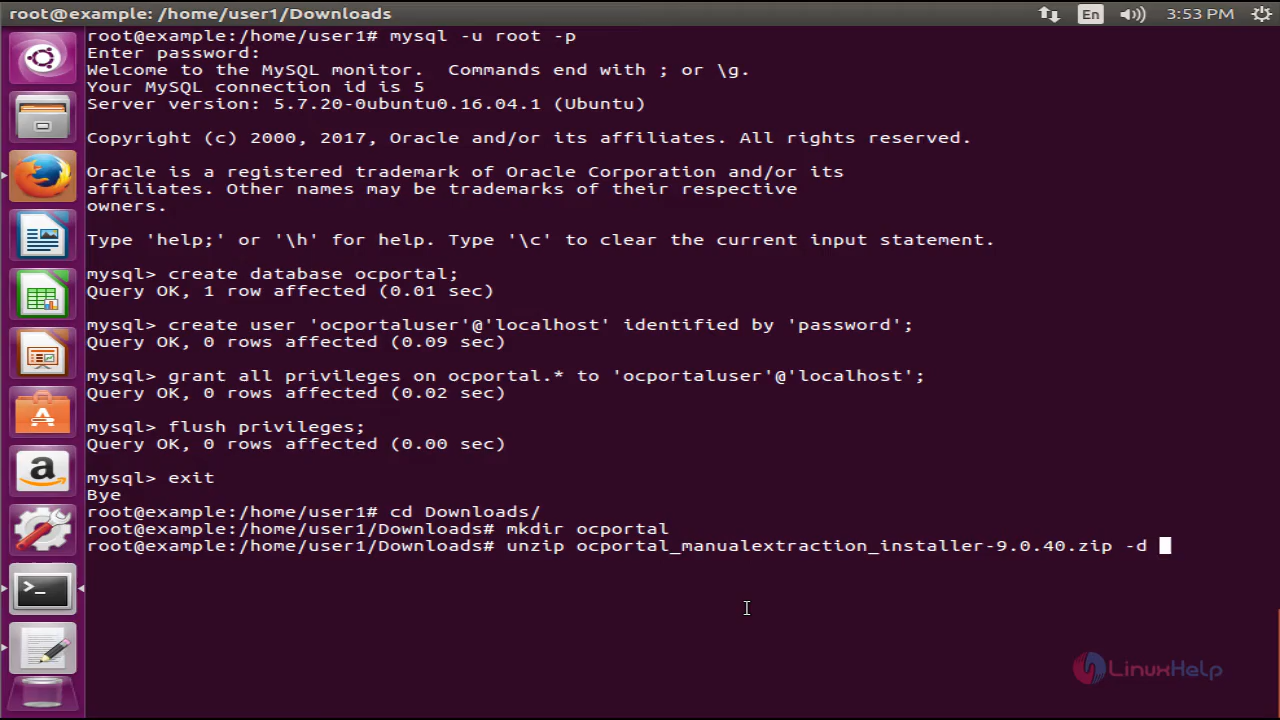 root@example: /home/user1/Downloads
En
3:53 PM
root@example:/home/user1# mysql -u root -p
Enter password:
Welcome to the MySQL monitor.  Commands end with ; or \g.
Your MySQL connection id is 5
Server version: 5.7.20-0ubuntu0.16.04.1 (Ubuntu)
Copyright (c) 2000, 2017, Oracle and/or its affiliates. All rights reserved.
Oracle is a registered trademark of Oracle Corporation and/or its
affiliates. Other names may be trademarks of their respective
owners.
Type 'help;' or '\h' for help. Type '\c' to clear the current input statement.
mysql> create database ocportal;
Query OK, 1 row affected (0.01 sec)
mysql> create user 'ocportaluser'@'localhost' identified by 'password';
Query OK, 0 rows affected (0.09 sec)
mysql> grant all privileges on ocportal.* to 'ocportaluser'@'localhost';
Query OK, 0 rows affected (0.02 sec)
mysql> flush privileges;
Query OK, 0 rows affected (0.00 sec)
mysql> exit
Bye
root@example:/home/user1# cd Downloads/
root@example:/home/user1/Downloads# mkdir ocportal
root@example:/home/user1/Downloads# unzip ocportal_manualextraction_installer-9.0.40.zip -d
LinuxHelp